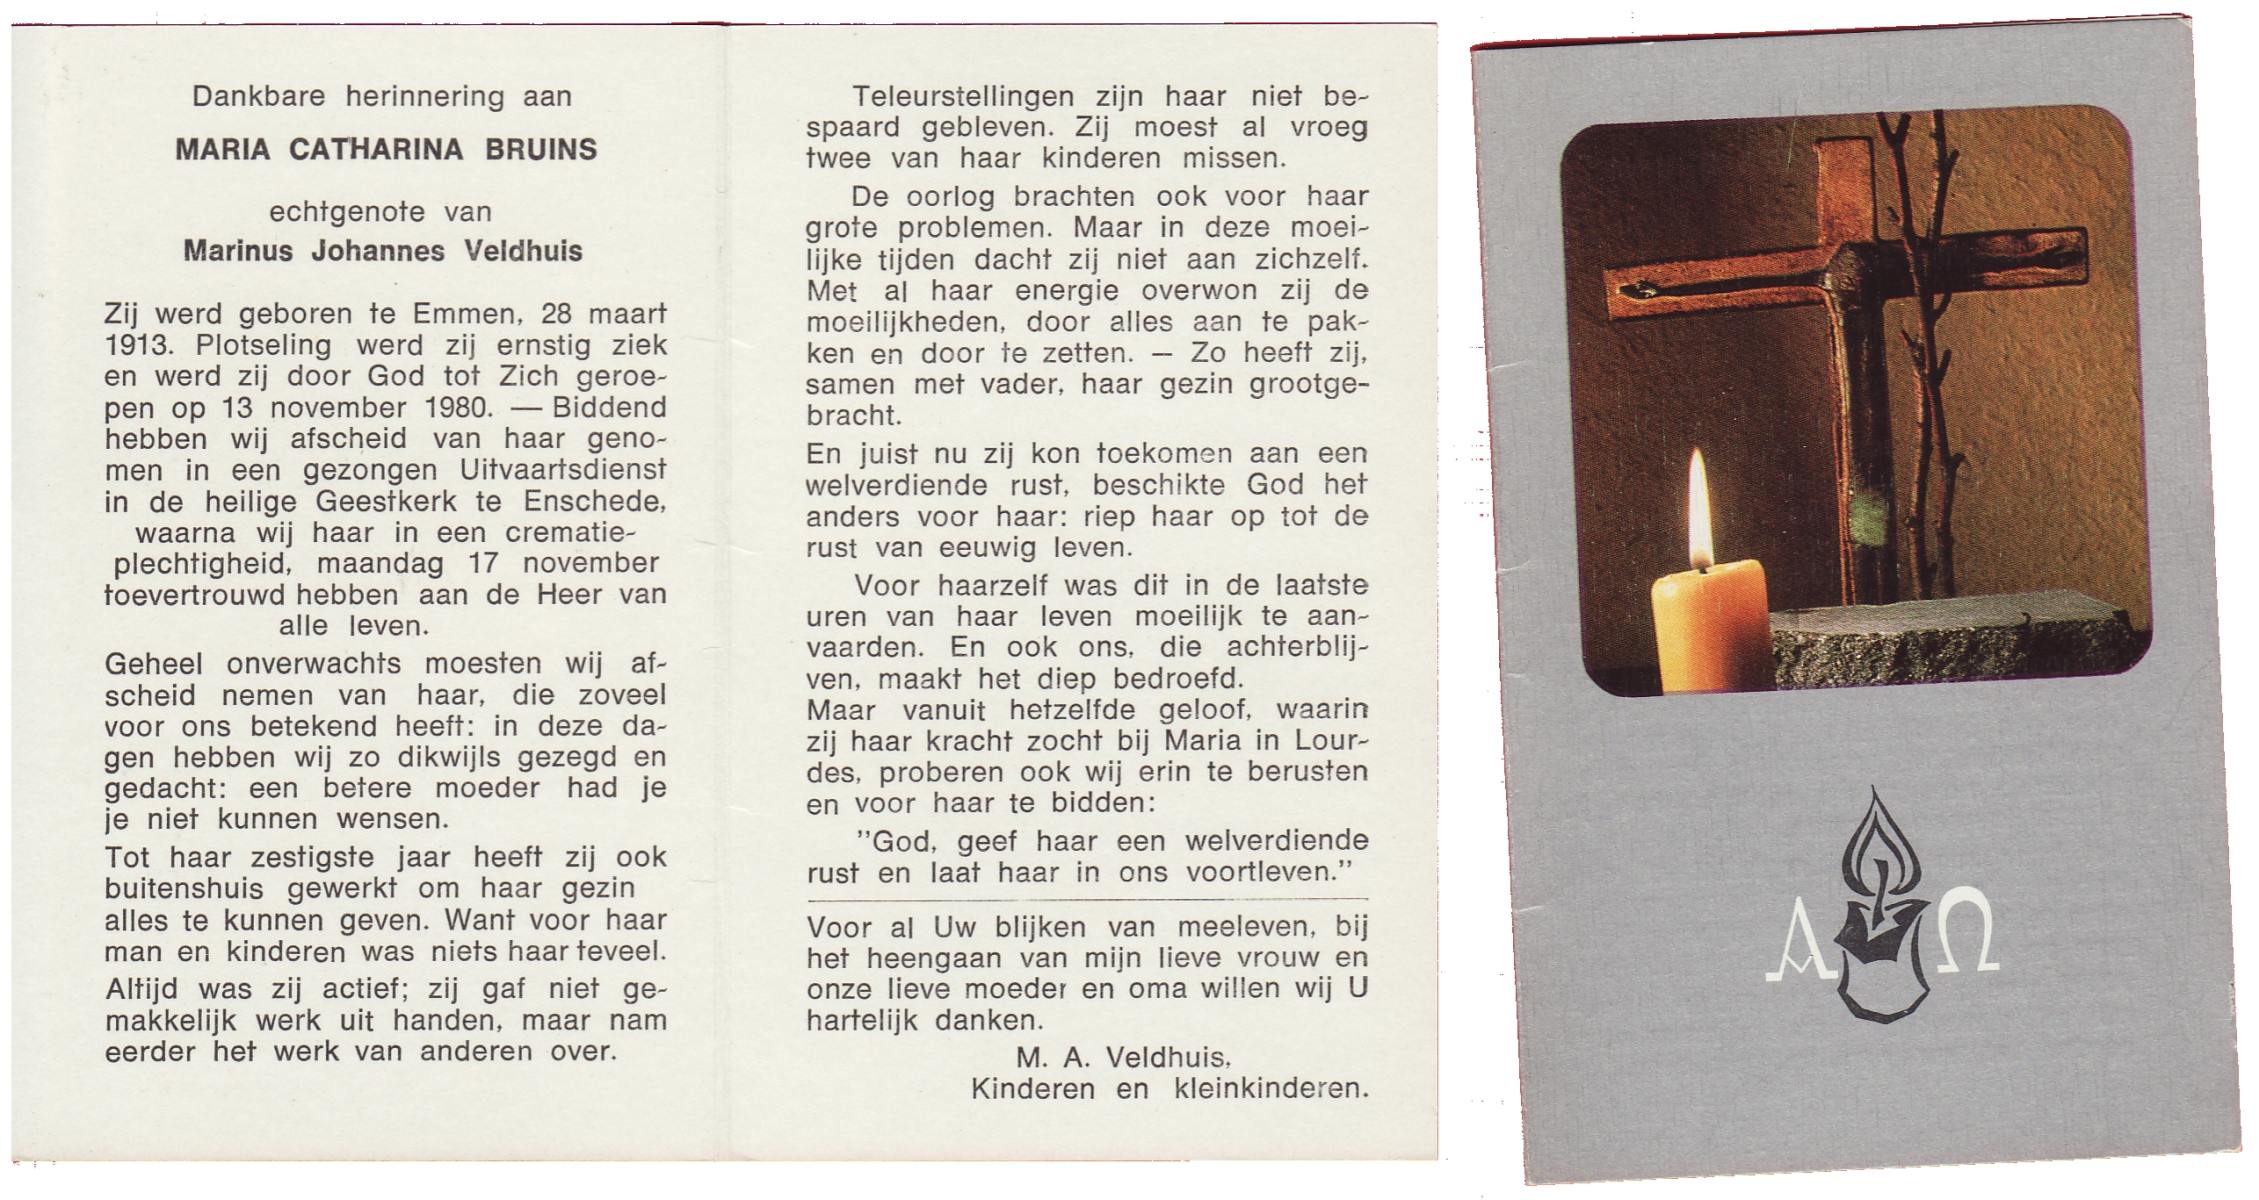 Dankbare herinnering aan
MARIA CATHARINA BRUINS
echtgenote van
Marinus Johannes Veldhuis
Zij werd geboren te Emmen, 28 maart
1913. Plotseling werd zij ernstig ziek
en werd zij door God tot Zich geroe-
pen op 13 november 1980. — Biddend
hebben wij afscheid van haar geno-
men in een gezongen Uitvaartsdienst
in de heilige Geestkerk te Enschede,
waarna wij haar in een crematie-
plechtigheid, maandag 17 november
toevertrouwd hebben aan de Heer van
alle leven.
Geheel onverwachts moesten wij af-
scheid nemen van haar, die zoveel
voor ons betekend heeft: in deze da-
gen hebben wij zo dikwijls gezegd en
gedacht: een betere moeder had je
je niet kunnen wensen.
Tot haar zestigste jaar heeft zij ook
buitenshuis gewerkt om haar gezin
alles te kunnen geven. Want voor haar
man en kinderen was niets haar teveel.
Altijd was zij actief; zij gaf niet ge-
makkelijk werk uit handen, maar nam
eerder het werk van anderen over.
Teleurstellingen zijn haar niet be-
spaard gebleven. Zij moest al vroeg
twee van haar kinderen missen.
De oorlog brachten ook voor haar
grote problemen. Maar in deze moei-
lijke tijden dacht zij niet aan zichzelf.
Met al haar energie overwon zij de
moeilijkheden, door alles aan te pak-
ken en door te zetten. — Zo heeft zij,
samen met vader, haar gezin grootge-
bracht.
En juist nu zij kon toekomen aan een
welverdiende rust, beschikte God het
anders voor haar: riep haar op tot de
rust van eeuwig leven.
Voor haarzelf was dit in de laatste
uren van haar leven moeilijk te aan-
vaarden. En ook ons, die achterblij-
ven, maakt het diep bedroefd.
Maar vanuit hetzelfde geloof, waarin
zij haar kracht zocht bij Maria in Lour-
des, proberen ook wij erin te berusten
en voor haar te bidden:
"God, geef haar een welverdiende
rust en laat haar in ons voortleven."
Voor al Uw blijken van meeleven, bij
het heengaan van mijn lieve vrouw en
onze lieve moeder en oma willen wij U
hartelijk danken.
M. A. Veldhuis,
Kinderen en kleinkinderen.
Α Ω